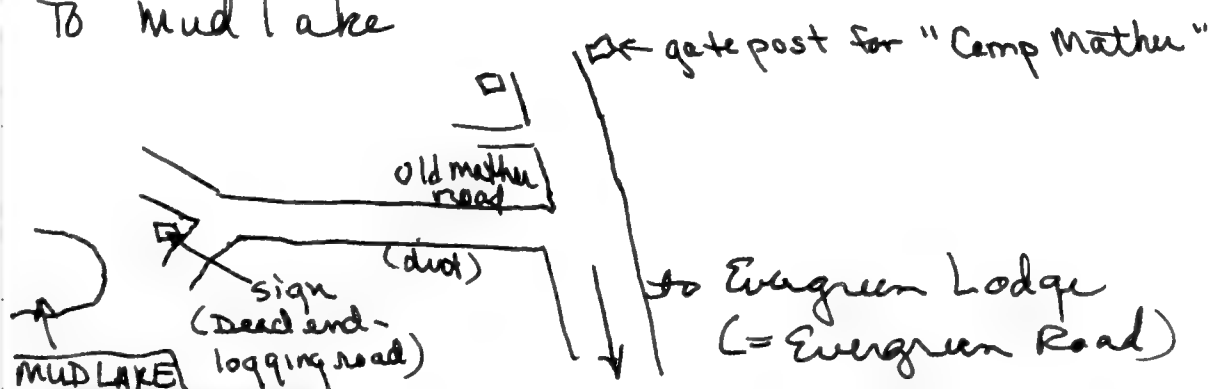 To Mud Lake
gate post for "Camp Mather"
old mather
road
(dirt)
to Evergreen Lodge
(= Evergreen Road)
sign
(Dead end-
logging road)
MUD LAKE